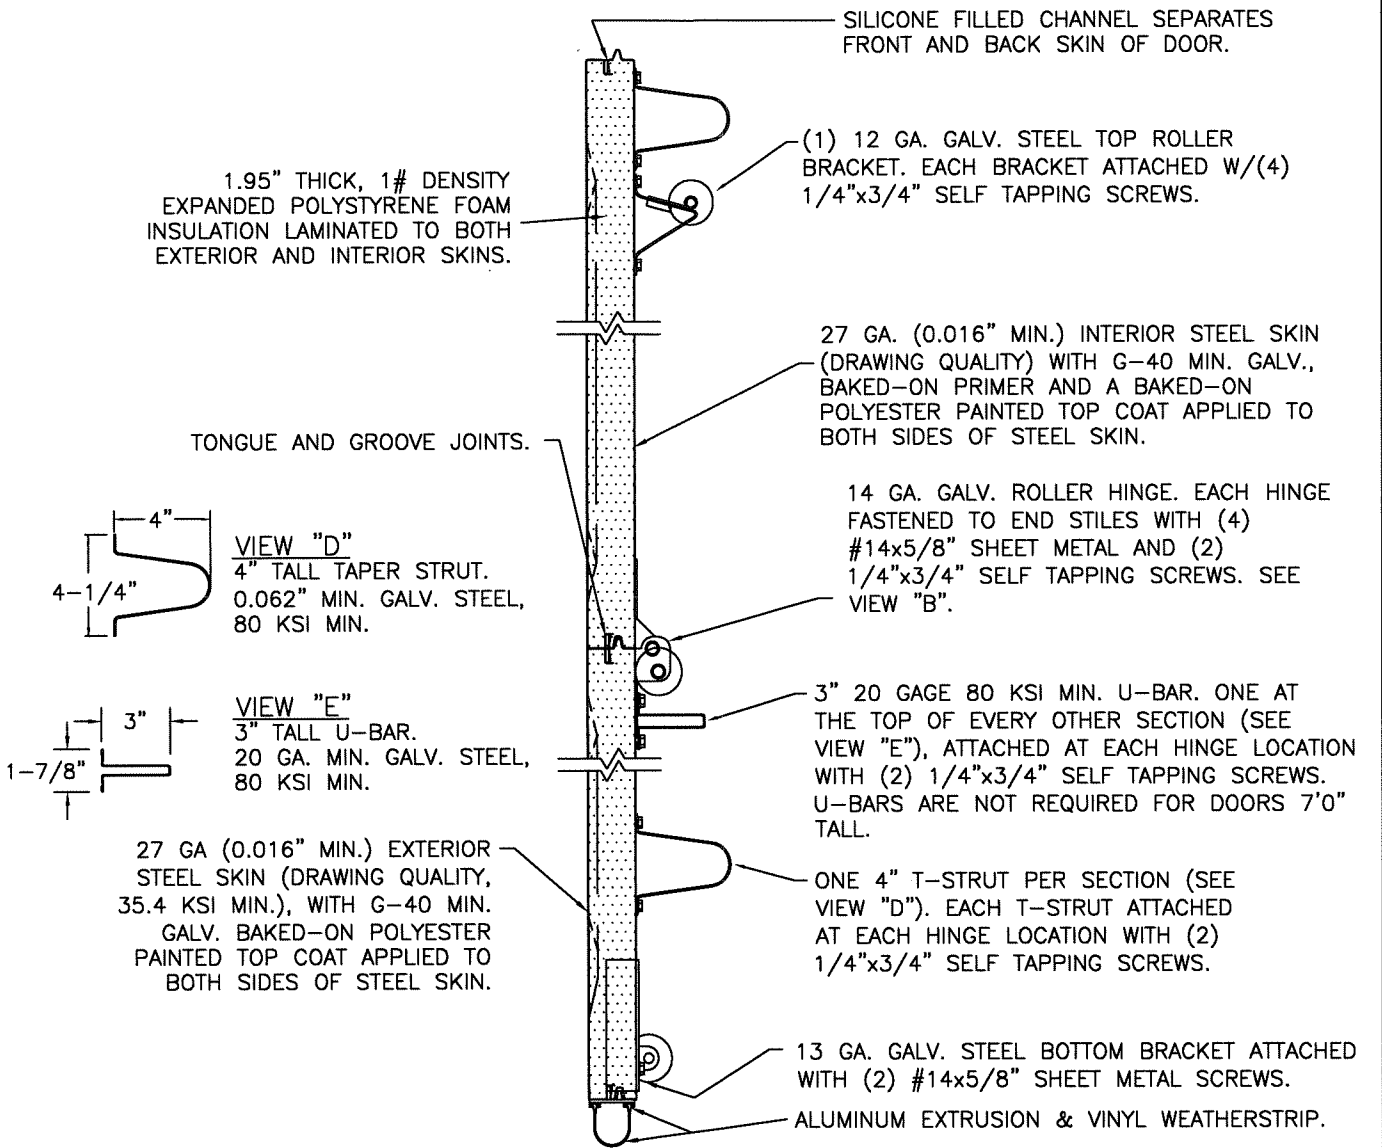 SILICONE FILLED CHANNEL SEPARATES
FRONT AND BACK SKIN OF DOOR.
(1) 12 GA. GALV. STEEL TOP ROLLER
BRACKET. EACH BRACKET ATTACHED W/(4)
1/4"x3/4" SELF TAPPING SCREWS.
1.95" THICK, 1# DENSITY
EXPANDED POLYSTYRENE FOAM
INSULATION LAMINATED TO BOTH
EXTERIOR AND INTERIOR SKINS.
27 GA. (0.016" MIN.) INTERIOR STEEL SKIN
(DRAWING QUALITY) WITH G-40 MIN. GALV.,
BAKED-ON PRIMER AND A BAKED-ON
POLYESTER PAINTED TOP COAT APPLIED TO
BOTH SIDES OF STEEL SKIN.
TONGUE AND GROOVE JOINTS.
14 GA. GALV. ROLLER HINGE. EACH HINGE
FASTENED TO END STILES WITH (4)
#14x5/8" SHEET METAL AND (2)
1/4"x3/4" SELF TAPPING SCREWS. SEE
VIEW "B".
4"
4-1/4"
VIEW "D"
4" TALL TAPER STRUT.
0.062" MIN. GALV. STEEL,
80 KSI MIN.
3"
1-7/8"
VIEW "E"
3" TALL U-BAR.
20 GA. MIN. GALV. STEEL,
80 KSI MIN.
3" 20 GAGE 80 KSI MIN. U-BAR. ONE AT
THE TOP OF EVERY OTHER SECTION (SEE
VIEW "E"), ATTACHED AT EACH HINGE LOCATION
WITH (2) 1/4"x3/4" SELF TAPPING SCREWS.
U-BARS ARE NOT REQUIRED FOR DOORS 7'0"
TALL.
27 GA (0.016" MIN.) EXTERIOR
STEEL SKIN (DRAWING QUALITY,
35.4 KSI MIN.), WITH G-40 MIN.
GALV. BAKED-ON POLYESTER
PAINTED TOP COAT APPLIED TO
BOTH SIDES OF STEEL SKIN.
ONE 4" T-STRUT PER SECTION (SEE
VIEW "D"). EACH T-STRUT ATTACHED
AT EACH HINGE LOCATION WITH (2)
1/4"x3/4" SELF TAPPING SCREWS.
13 GA. GALV. STEEL BOTTOM BRACKET ATTACHED
WITH (2) #14x5/8" SHEET METAL SCREWS.
ALUMINUM EXTRUSION & VINYL WEATHERSTRIP.